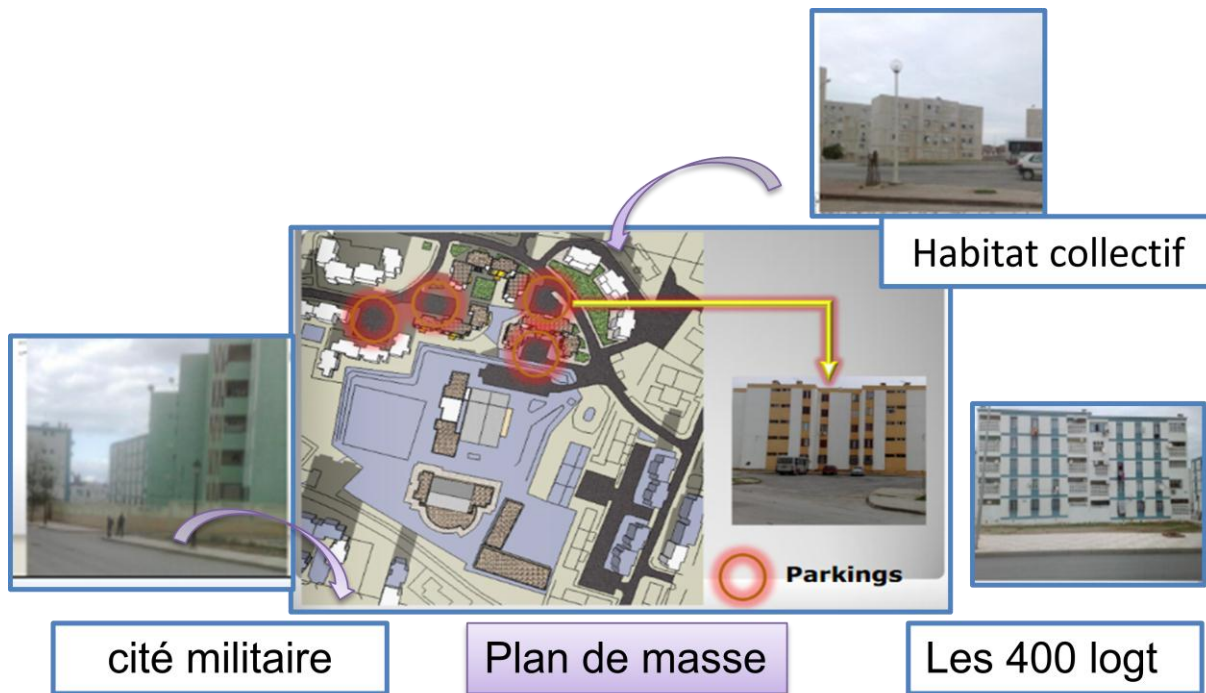 Habitat collectif
Parkings
cité militaire
Plan de masse
Les 400 logt